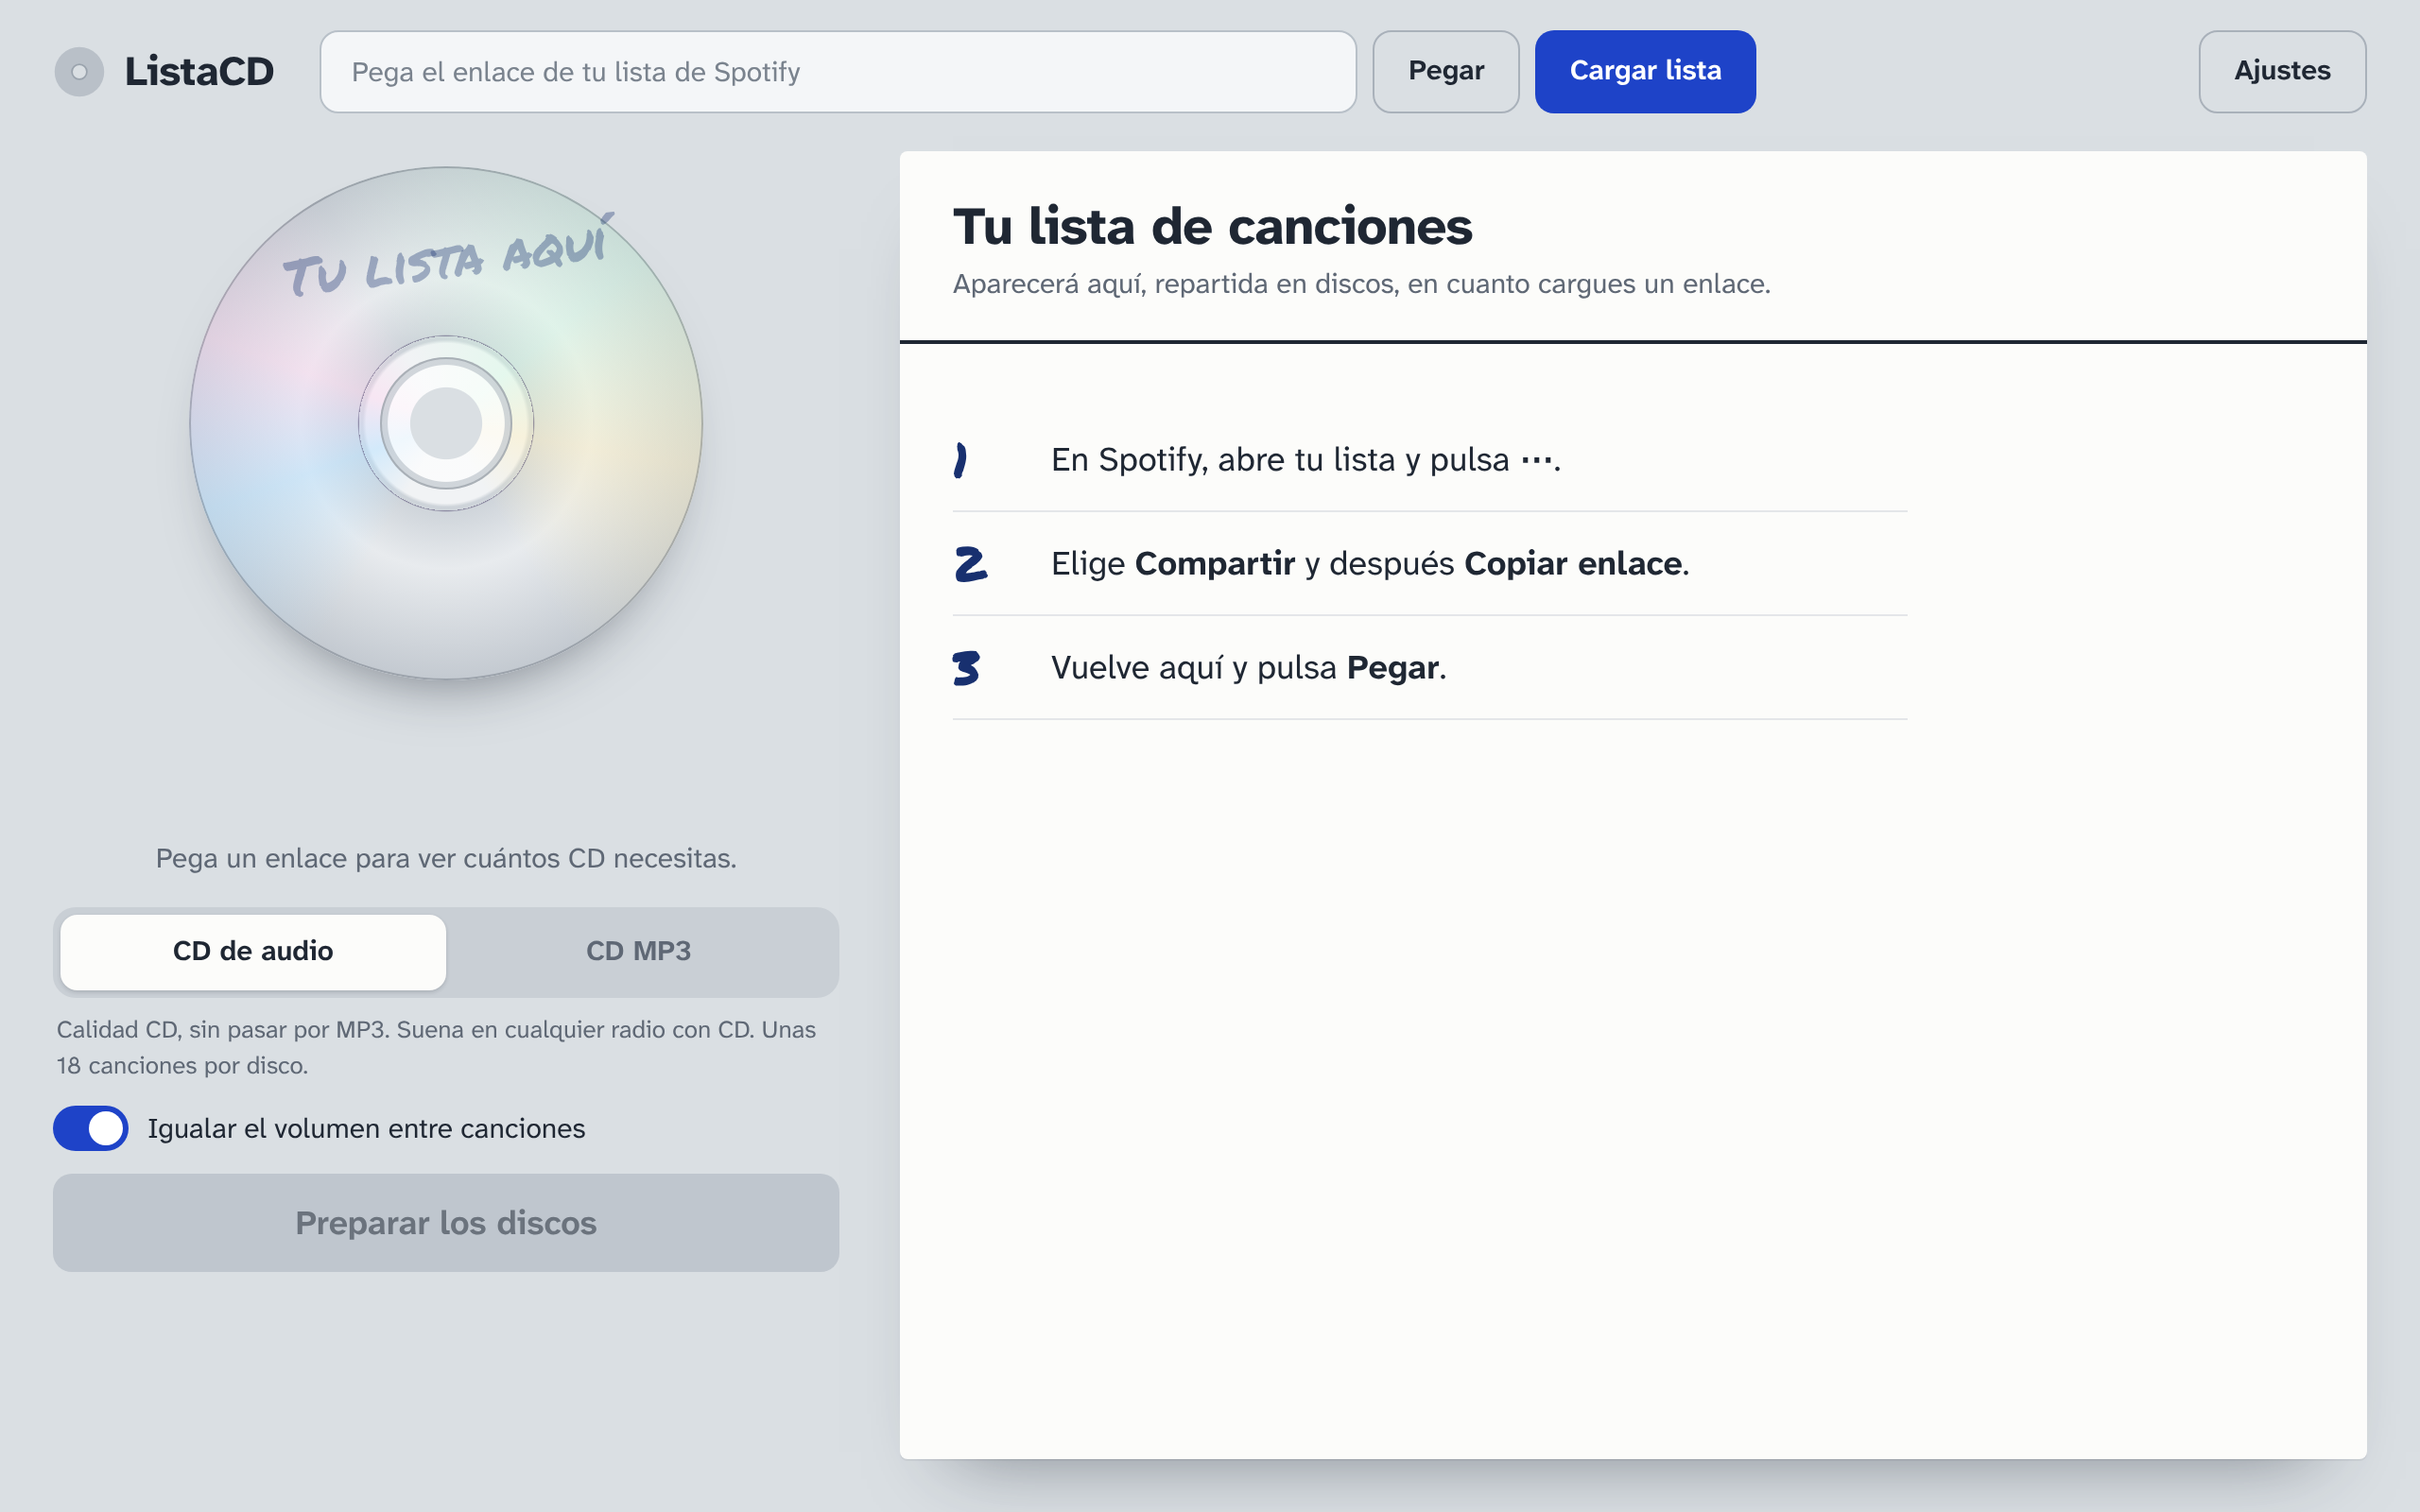 ListaCD
Pega el enlace de tu lista de Spotify
Pegar
Cargar lista
Ajustes
TU LISTA AQUÍ
Pega un enlace para ver cuántos CD necesitas.
CD de audio
CD MP3
Calidad CD, sin pasar por MP3. Suena en cualquier radio con CD. Unas
18 canciones por disco.
Igualar el volumen entre canciones
Preparar los discos
Tu lista de canciones
Aparecerá aquí, repartida en discos, en cuanto cargues un enlace.
1 En Spotify, abre tu lista y pulsa ···.
2 Elige Compartir y después Copiar enlace.
3 Vuelve aquí y pulsa Pegar.